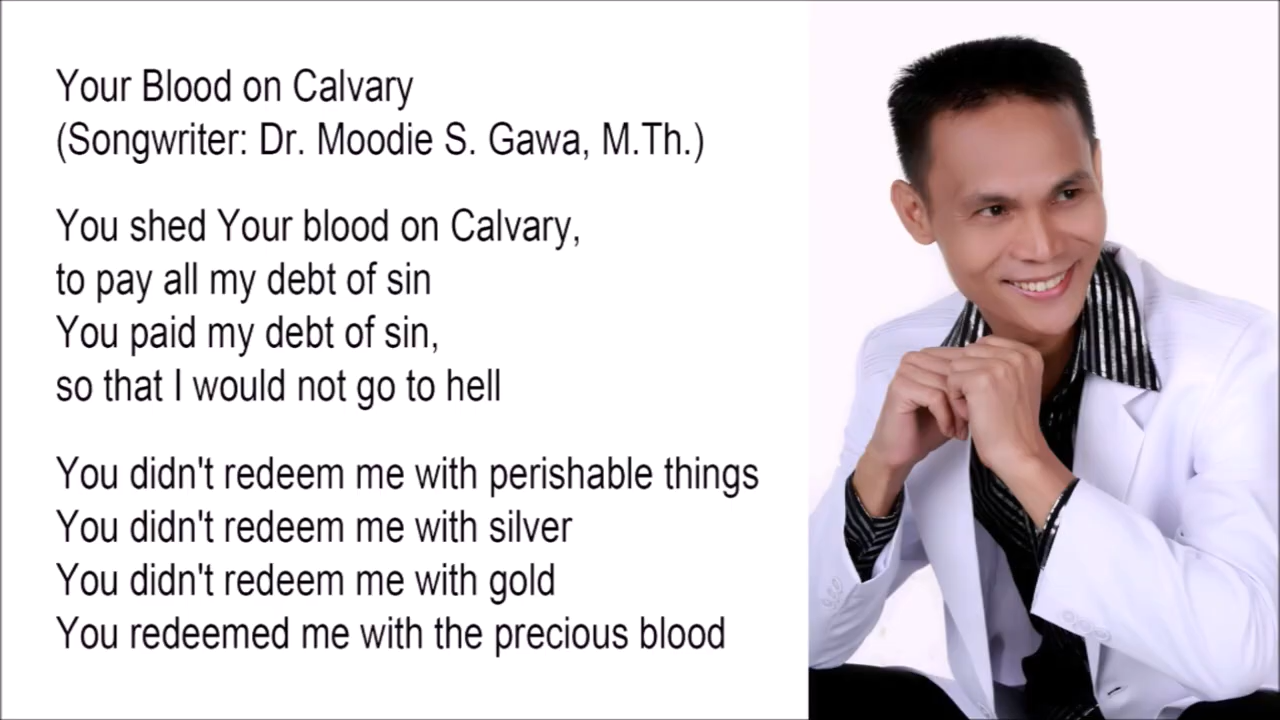 Your Blood on Calvary
(Songwriter: Dr. Moodie S. Gawa, M.Th.)
You shed Your blood on Calvary,
to pay all my debt of sin
You paid my debt of sin,
so that I would not go to hell
You didn't redeem me with perishable things
You didn't redeem me with silver
You didn't redeem me with gold
You redeemed me with the precious blood